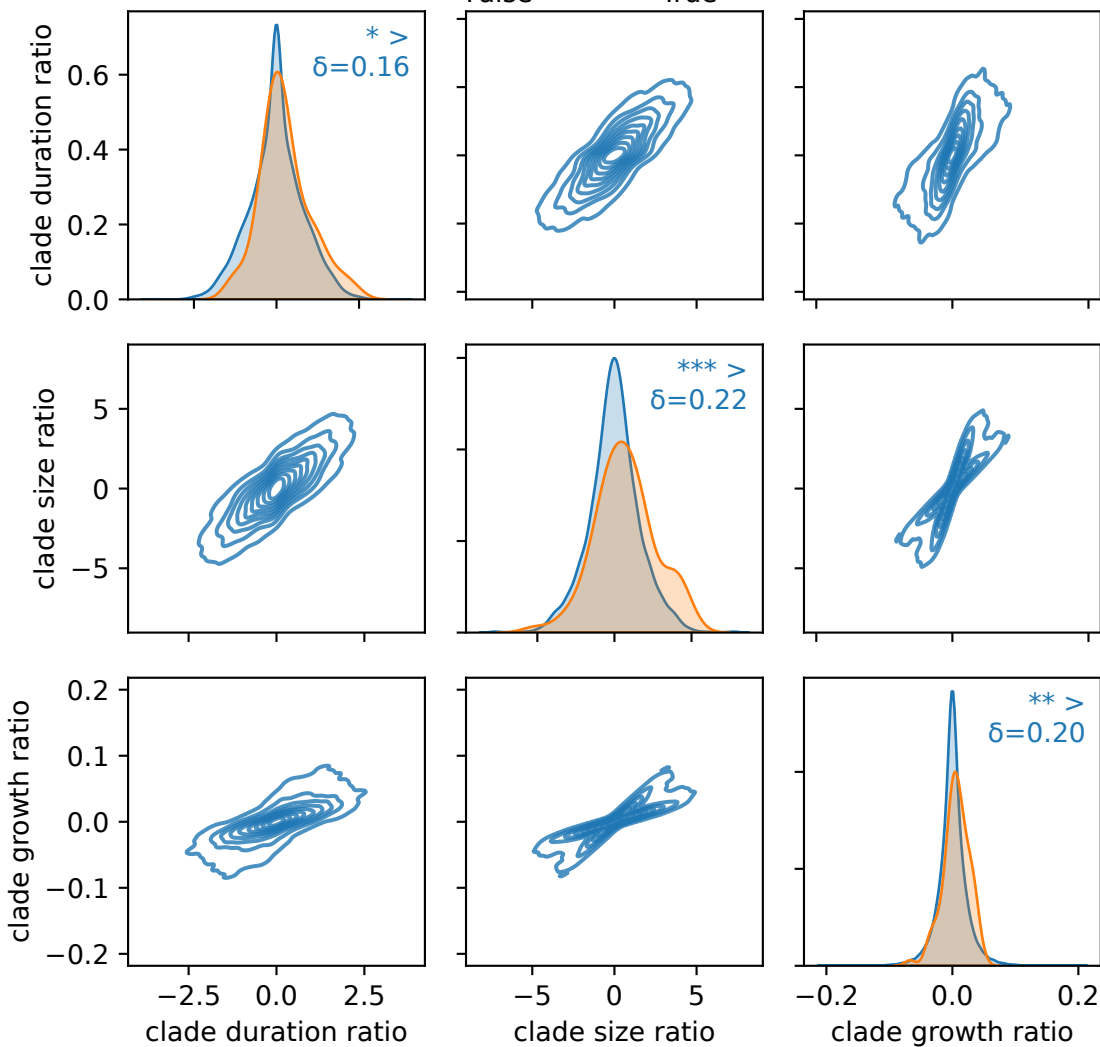 clade duration ratio
0.6
0.4
0.2
0.0
* >
δ=0.16
clade size ratio
5
0
−5
*** >
δ=0.22
clade growth ratio
0.2
0.1
0.0
−0.1
−0.2
** >
δ=0.20
−2.5 0.0 2.5
−5 0 5
−0.2 0.0 0.2
clade duration ratio
clade size ratio
clade growth ratio